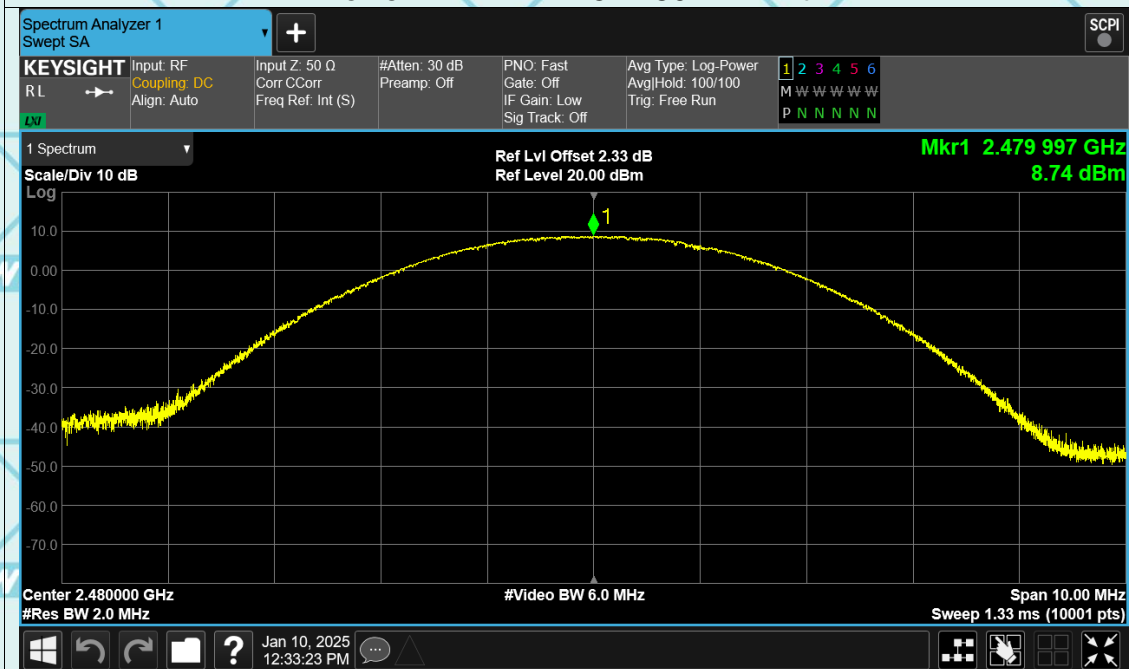 Spectrum Analyzer 1
Swept SA
+
SCPI
KEYSIGHT
RL
LXI
Input: RF
Coupling: DC
Align: Auto
Input Z: 50 Ω
Corr CCorr
Freq Ref: Int (S)
#Atten: 30 dB
Preamp: Off
PNO: Fast
Gate: Off
IF Gain: Low
Sig Track: Off
Avg Type: Log-Power
Avg|Hold: 100/100
Trig: Free Run
1 2 3 4 5 6
M W W W W W
P N N N N N
1 Spectrum
Scale/Div 10 dB
Ref Lvl Offset 2.33 dB
Ref Level 20.00 dBm
Mkr1 2.479 997 GHz
8.74 dBm
Log
1
10.0
0.00
-10.0
-20.0
-30.0
-40.0
-50.0
-60.0
-70.0
Center 2.480000 GHz
#Video BW 6.0 MHz
Span 10.00 MHz
#Res BW 2.0 MHz
Sweep 1.33 ms (10001 pts)
?
Jan 10, 2025
12:33:23 PM